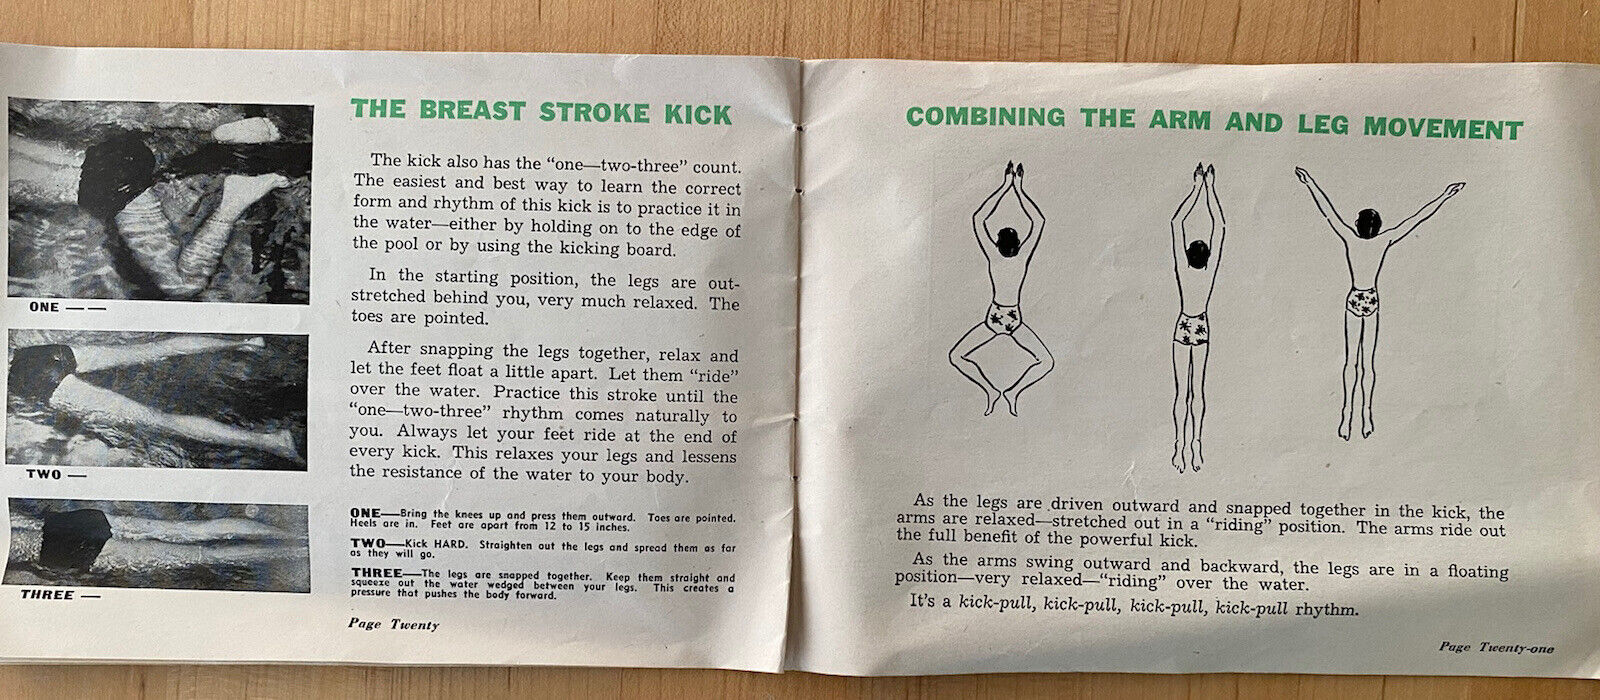 THE BREAST STROKE KICK
The kick also has the “one—two-three” count.
The easiest and best way to learn the correct
form and rhythm of this kick is to practice it in
the water—either by holding on to the edge of
the pool or by using the kicking board.
In the starting position, the legs are out-
stretched behind you, very much relaxed. The
toes are pointed.
After snapping the legs together, relax and
let the feet float a little apart. Let them “ride”
over the water. Practice this stroke until the
“one—two-three” rhythm comes naturally to
you. Always let your feet ride at the end of
every kick. This relaxes your legs and lessens
the resistance of the water to your body.
ONE — —
TWO —
THREE —
ONE—Bring the knees up and press them outward. Toes are pointed.
Heels are in. Feet are apart from 12 to 15 inches.
TWO—Kick HARD. Straighten out the legs and spread them as far
as they will go.
THREE—The legs are snapped together. Keep them straight and
squeeze out the water wedged between your legs. This creates a
pressure that pushes the body forward.
Page Twenty
COMBINING THE ARM AND LEG MOVEMENT
As the legs are driven outward and snapped together in the kick, the
arms are relaxed—stretched out in a “riding” position. The arms ride out
the full benefit of the powerful kick.
As the arms swing outward and backward, the legs are in a floating
position—very relaxed—“riding” over the water.
It's a kick-pull, kick-pull, kick-pull, kick-pull rhythm.
Page Twenty-one